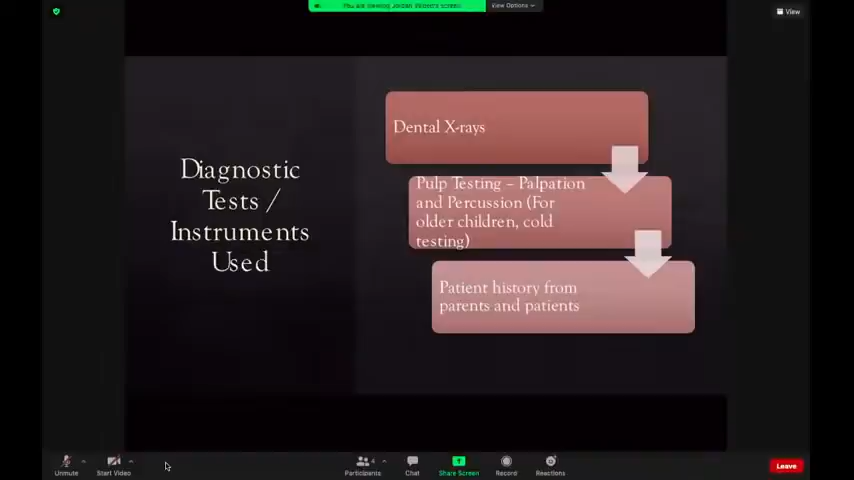 You are viewing
screen
View Options
View
Diagnostic
Tests /
Instruments
Used
Dental X-rays
Pulp Testing – Palpation
and Percussion (For
older children, cold
testing)
Patient history from
parents and patients
Unmute
Start Video
4
Participants
Chat
Share Screen
Record
Reactions
Leave